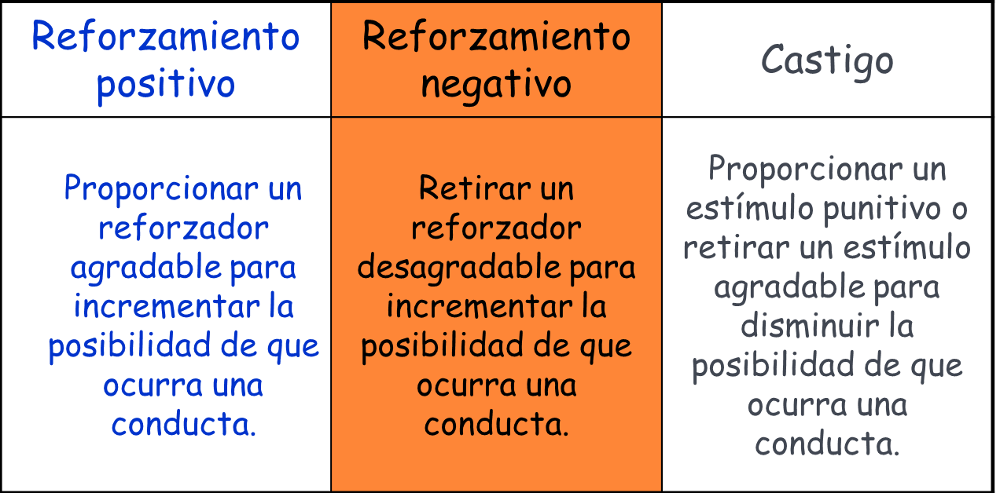 Reforzamiento
positivo
Reforzamiento
negativo
Castigo
Proporcionar un
reforzador
agradable para
incrementar la
posibilidad de que
ocurra una
conducta.
Retirar un
reforzador
desagradable para
incrementar la
posibilidad de que
ocurra una
conducta.
Proporcionar un
estímulo punitivo o
retirar un estímulo
agradable para
disminuir la
posibilidad de que
ocurra una
conducta.